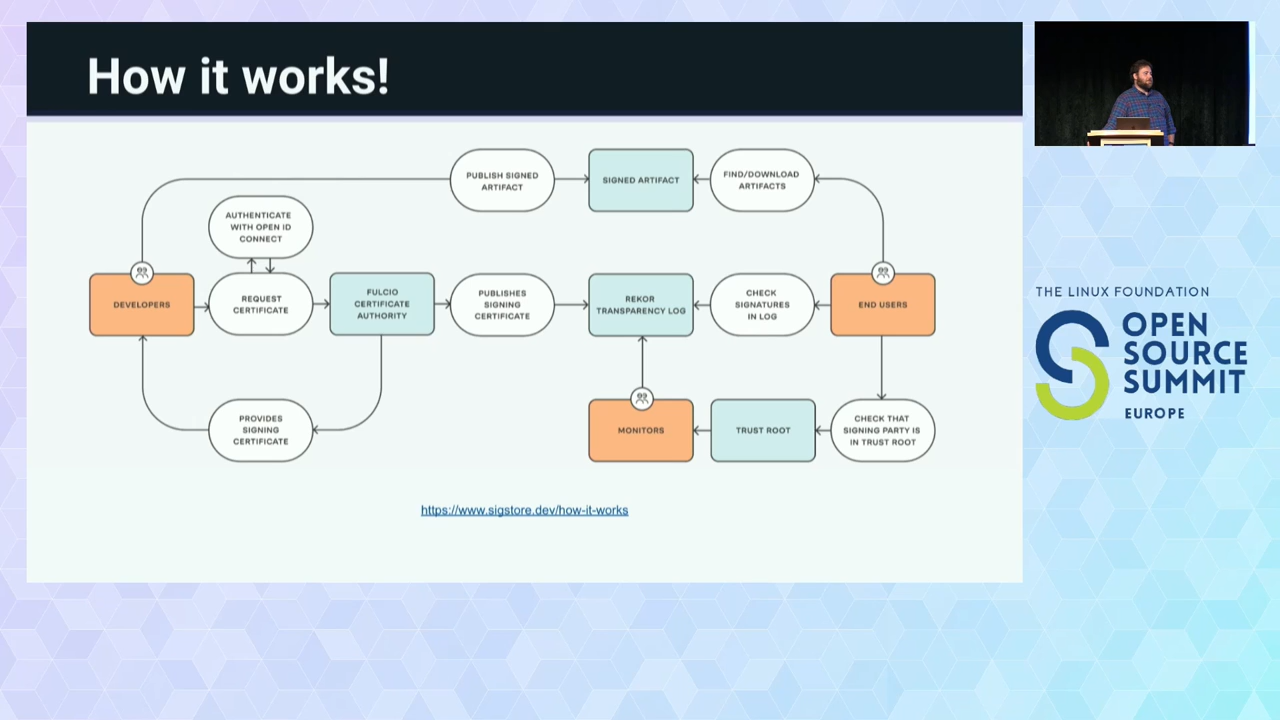 How it works!
PUBLISH SIGNED
ARTIFACT
SIGNED ARTIFACT
FIND/DOWNLOAD
ARTIFACTS
AUTHENTICATE
WITH OPEN ID
CONNECT
DEVELOPERS
REQUEST
CERTIFICATE
FULCIO
CERTIFICATE
AUTHORITY
PUBLISHES
SIGNING
CERTIFICATE
REKOR
TRANSPARENCY LOG
CHECK
SIGNATURES
IN LOG
END USERS
PROVIDES
SIGNING
CERTIFICATE
MONITORS
TRUST ROOT
CHECK THAT
SIGNING PARTY IS
IN TRUST ROOT
https://www.sigstore.dev/how-it-works
THE LINUX FOUNDATION
OPEN
SOURCE
SUMMIT
EUROPE